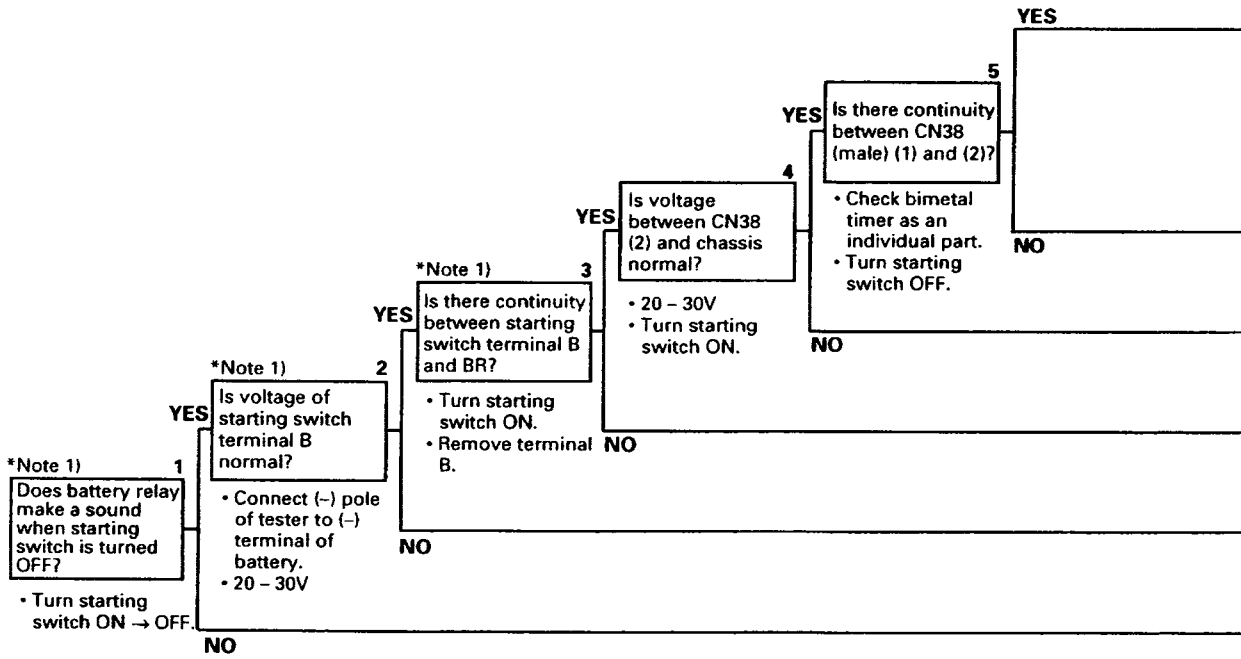 YES
5
YES
Is there continuity
between CN38
(male) (1) and (2)?
• Check bimetal
timer as an
individual part.
• Turn starting
switch OFF.
NO
4
YES
Is voltage
between CN38
(2) and chassis
normal?
• 20 – 30V
• Turn starting
switch ON.
NO
*Note 1)
3
YES
Is there continuity
between starting
switch terminal B
and BR?
• Turn starting
switch ON.
• Remove terminal
B.
NO
*Note 1)
2
YES
Is voltage of
starting switch
terminal B
normal?
• Connect (–) pole
of tester to (–)
terminal of
battery.
• 20 – 30V
NO
*Note 1)
1
Does battery relay
make a sound
when starting
switch is turned
OFF?
• Turn starting
switch ON → OFF.
NO